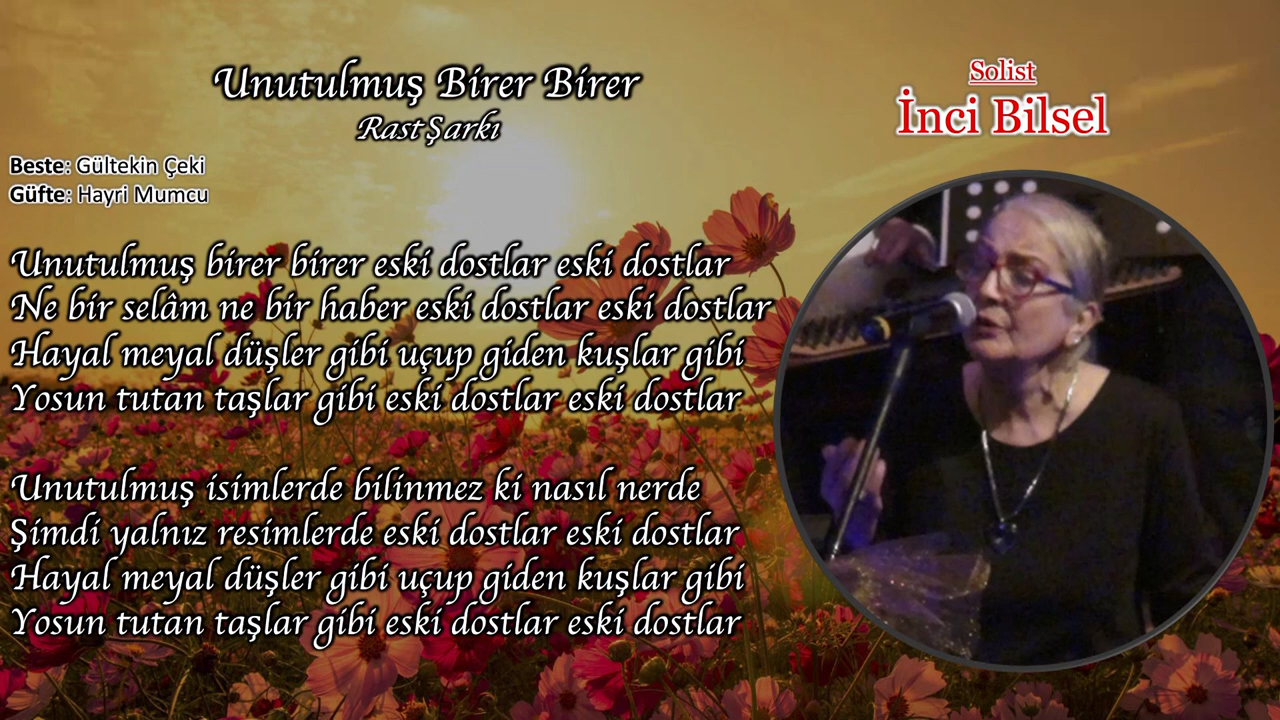 Unutulmuş Birer Birer
Rast Şarkı
Solist
İnci Bilsel
Beste: Gültekin Çeki
Güfte: Hayri Mumcu
Unutulmuş birer birer eski dostlar eski dostlar
Ne bir selâm ne bir haber eski dostlar eski dostlar
Hayal meyal düşler gibi uçup giden kuşlar gibi
Yosun tutan taşlar gibi eski dostlar eski dostlar
Unutulmuş isimlerde bilinmez ki nasıl nerde
Şimdi yalnız resimlerde eski dostlar eski dostlar
Hayal meyal düşler gibi uçup giden kuşlar gibi
Yosun tutan taşlar gibi eski dostlar eski dostlar